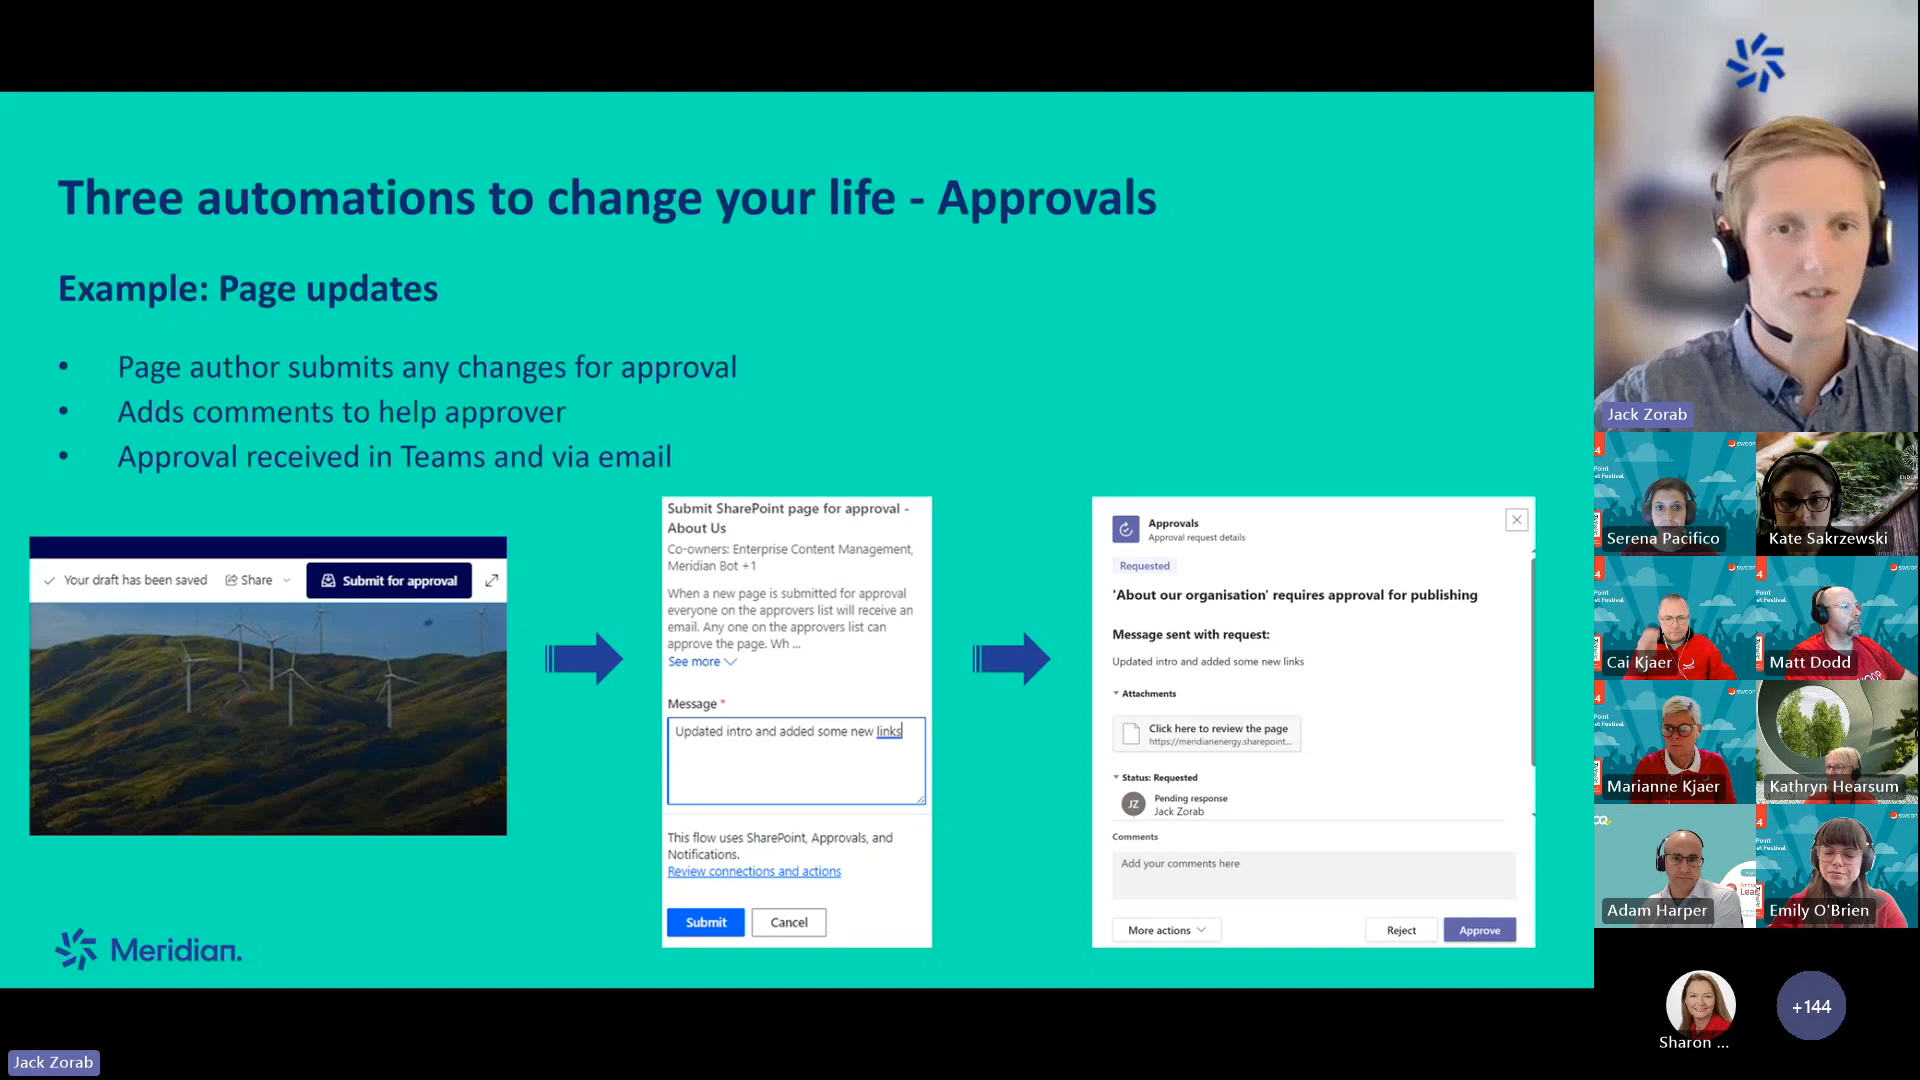 Three automations to change your life - Approvals
Example: Page updates
• Page author submits any changes for approval
• Adds comments to help approver
• Approval received in Teams and via email
Your draft has been saved
Share
Submit for approval
Submit SharePoint page for approval -
About Us
Co-owners: Enterprise Content Management,
Meridian Bot +1
When a new page is submitted for approval
everyone on the approvers list will receive an
email. Any one on the approvers list can
approve the page. Wh ...
See more
Message *
Updated intro and added some new links
This flow uses SharePoint, Approvals, and
Notifications.
Review connections and actions
Submit
Cancel
Approvals
Approval request details
Requested
'About our organisation' requires approval for publishing
Message sent with request:
Updated intro and added some new links
Attachments
Click here to review the page
https://meridianenergy.sharepoint...
Status: Requested
JZ
Pending response
Jack Zorab
Comments
Add your comments here
More actions
Reject
Approve
Meridian.
Jack Zorab
Jack Zorab
Serena Pacifico
Kate Sakrzewski
Cai Kjaer
Matt Dodd
Marianne Kjaer
Kathryn Hearsum
Adam Harper
Emily O'Brien
Sharon ...
+144